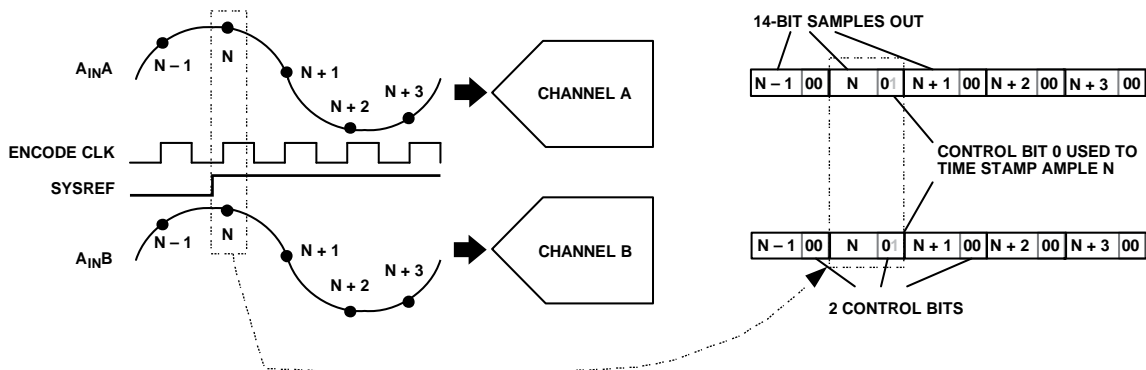 AINA
N – 1
N
N + 1
N + 2
N + 3
CHANNEL A
ENCODE CLK
SYSREF
AINB
N – 1
N
N + 1
N + 2
N + 3
CHANNEL B
14-BIT SAMPLES OUT
N – 1 00 N 01 N + 1 00 N + 2 00 N + 3 00
CONTROL BIT 0 USED TO
TIME STAMP AMPLE N
N – 1 00 N 01 N + 1 00 N + 2 00 N + 3 00
2 CONTROL BITS